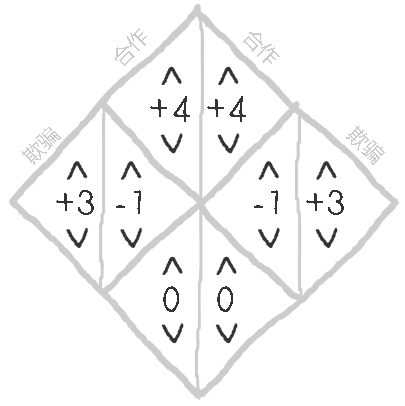 合作 合作
+4 +4
欺骗 欺骗
+3 -1 -1 +3
0 0